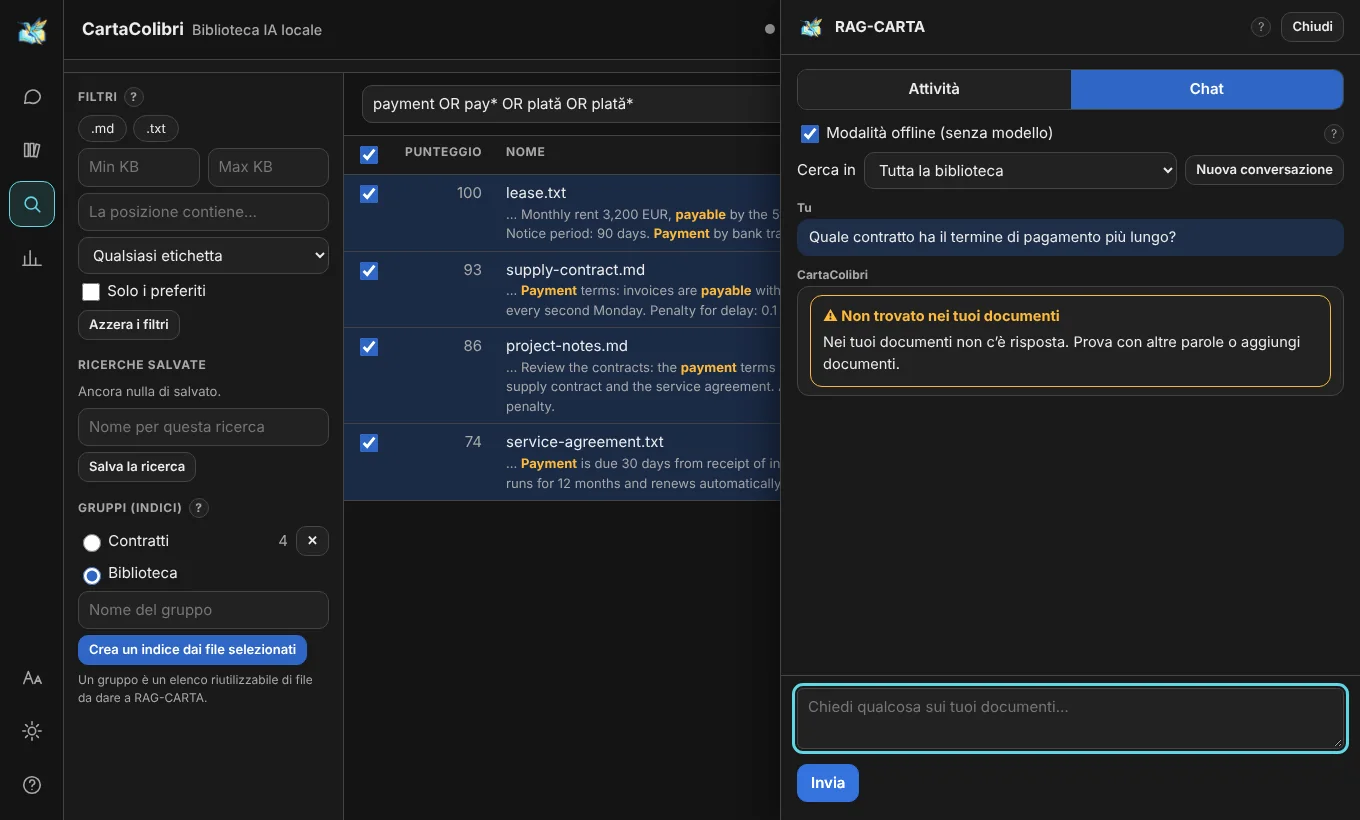 CartaColibri Biblioteca IA locale
FILTRI ?
.md .txt
Min KB Max KB
La posizione contiene…
Qualsiasi etichetta
Solo i preferiti
Azzera i filtri
RICERCHE SALVATE
Ancora nulla di salvato.
Nome per questa ricerca
Salva la ricerca
GRUPPI (INDICI) ?
Contratti 4 ×
Biblioteca
Nome del gruppo
Crea un indice dai file selezionati
Un gruppo è un elenco riutilizzabile di file
da dare a RAG-CARTA.
AA
?
payment OR pay* OR plată OR plată*
PUNTEGGIO NOME
100 lease.txt
… Monthly rent 3,200 EUR, payable by the 5
Notice period: 90 days. Payment by bank tra
93 supply-contract.md
… Payment terms: invoices are payable with
every second Monday. Penalty for delay: 0.1
86 project-notes.md
… Review the contracts: the payment terms
supply contract and the service agreement.
penalty.
74 service-agreement.txt
… Payment is due 30 days from receipt of in
runs for 12 months and renews automatically
RAG-CARTA ? Chiudi
Attività Chat
Modalità offline (senza modello) ?
Cerca in Tutta la biblioteca Nuova conversazione
Tu
Quale contratto ha il termine di pagamento più lungo?
CartaColibri
⚠ Non trovato nei tuoi documenti
Nei tuoi documenti non c’è risposta. Prova con altre parole o aggiungi
documenti.
Chiedi qualcosa sui tuoi documenti…
Invia